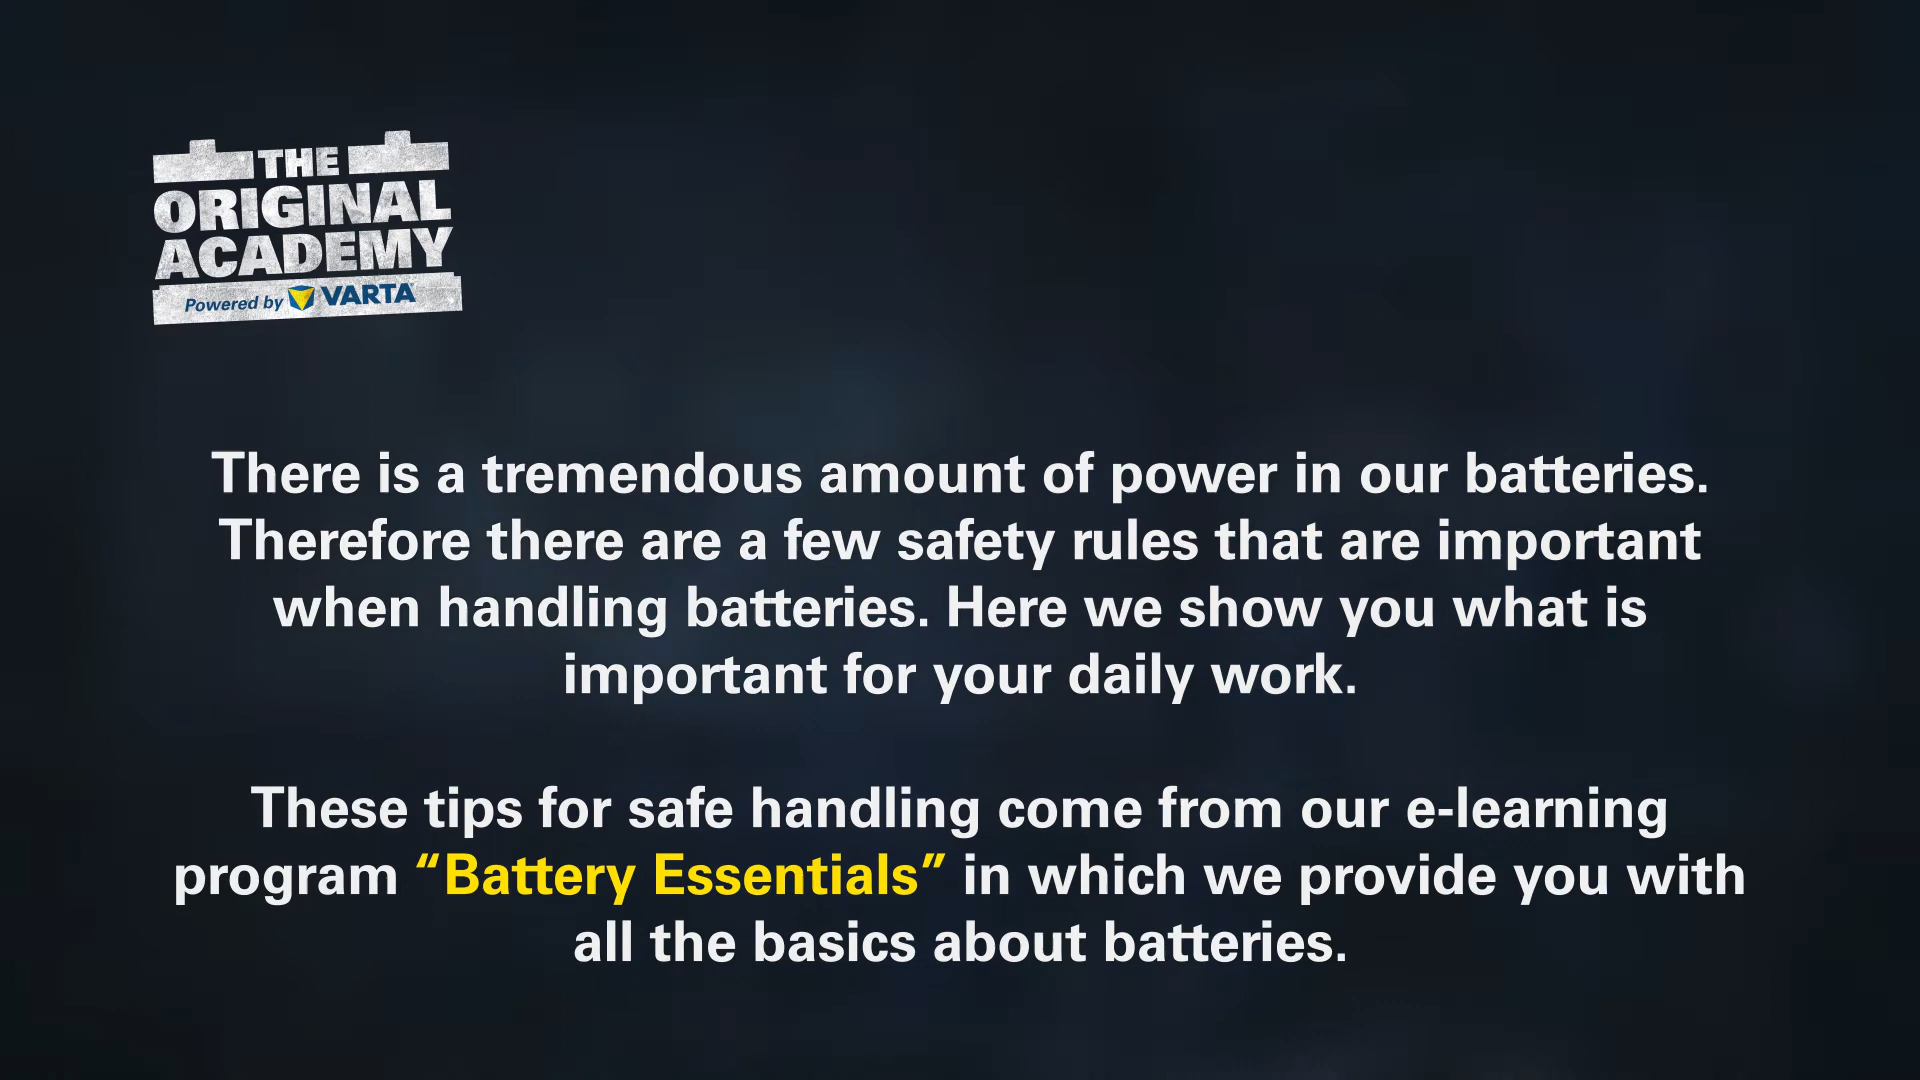 THE
ORIGINAL
ACADEMY
Powered by VARTA
There is a tremendous amount of power in our batteries.
Therefore there are a few safety rules that are important
when handling batteries. Here we show you what is
important for your daily work.
These tips for safe handling come from our e-learning
program “Battery Essentials” in which we provide you with
all the basics about batteries.